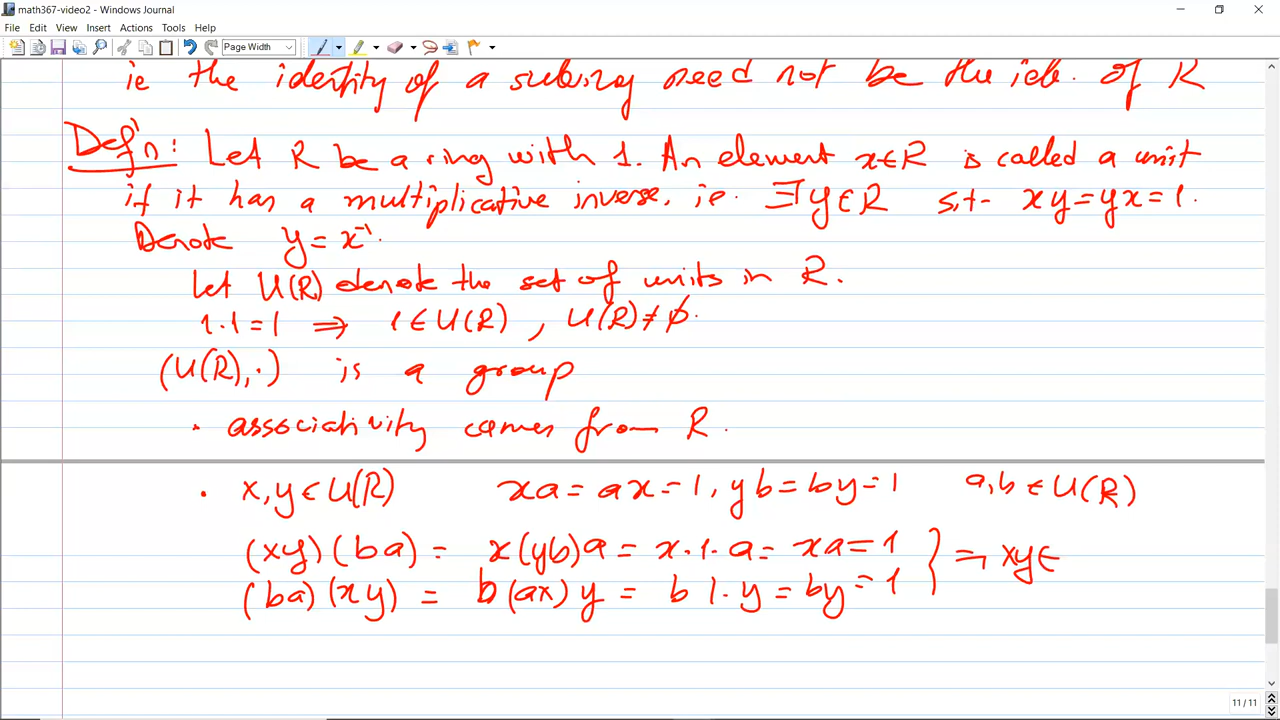 math367-video2 - Windows Journal
File Edit View Insert Actions Tools Help
Page Width
ie the identity of a subring need not be the ide. of R
Def'n: Let R be a ring with 1. An element x∈R is called a unit
if it has a multiplicative inverse, ie. ∃y∈R s.t. xy=yx=1.
Denote y=x⁻¹.
Let U(R) denote the set of units in R.
1.1=1 ⇒ 1∈U(R), U(R)≠∅.
(U(R),·) is a group
· associativity comes from R.
· x,y∈U(R) xa=ax=1, yb=by=1 a,b∈U(R)
(xy)(ba) = x(yb)a = x.1.a = xa=1 } ⇒ xy∈
(ba)(xy) = b(ax)y = b 1.y = by=1
11 / 11